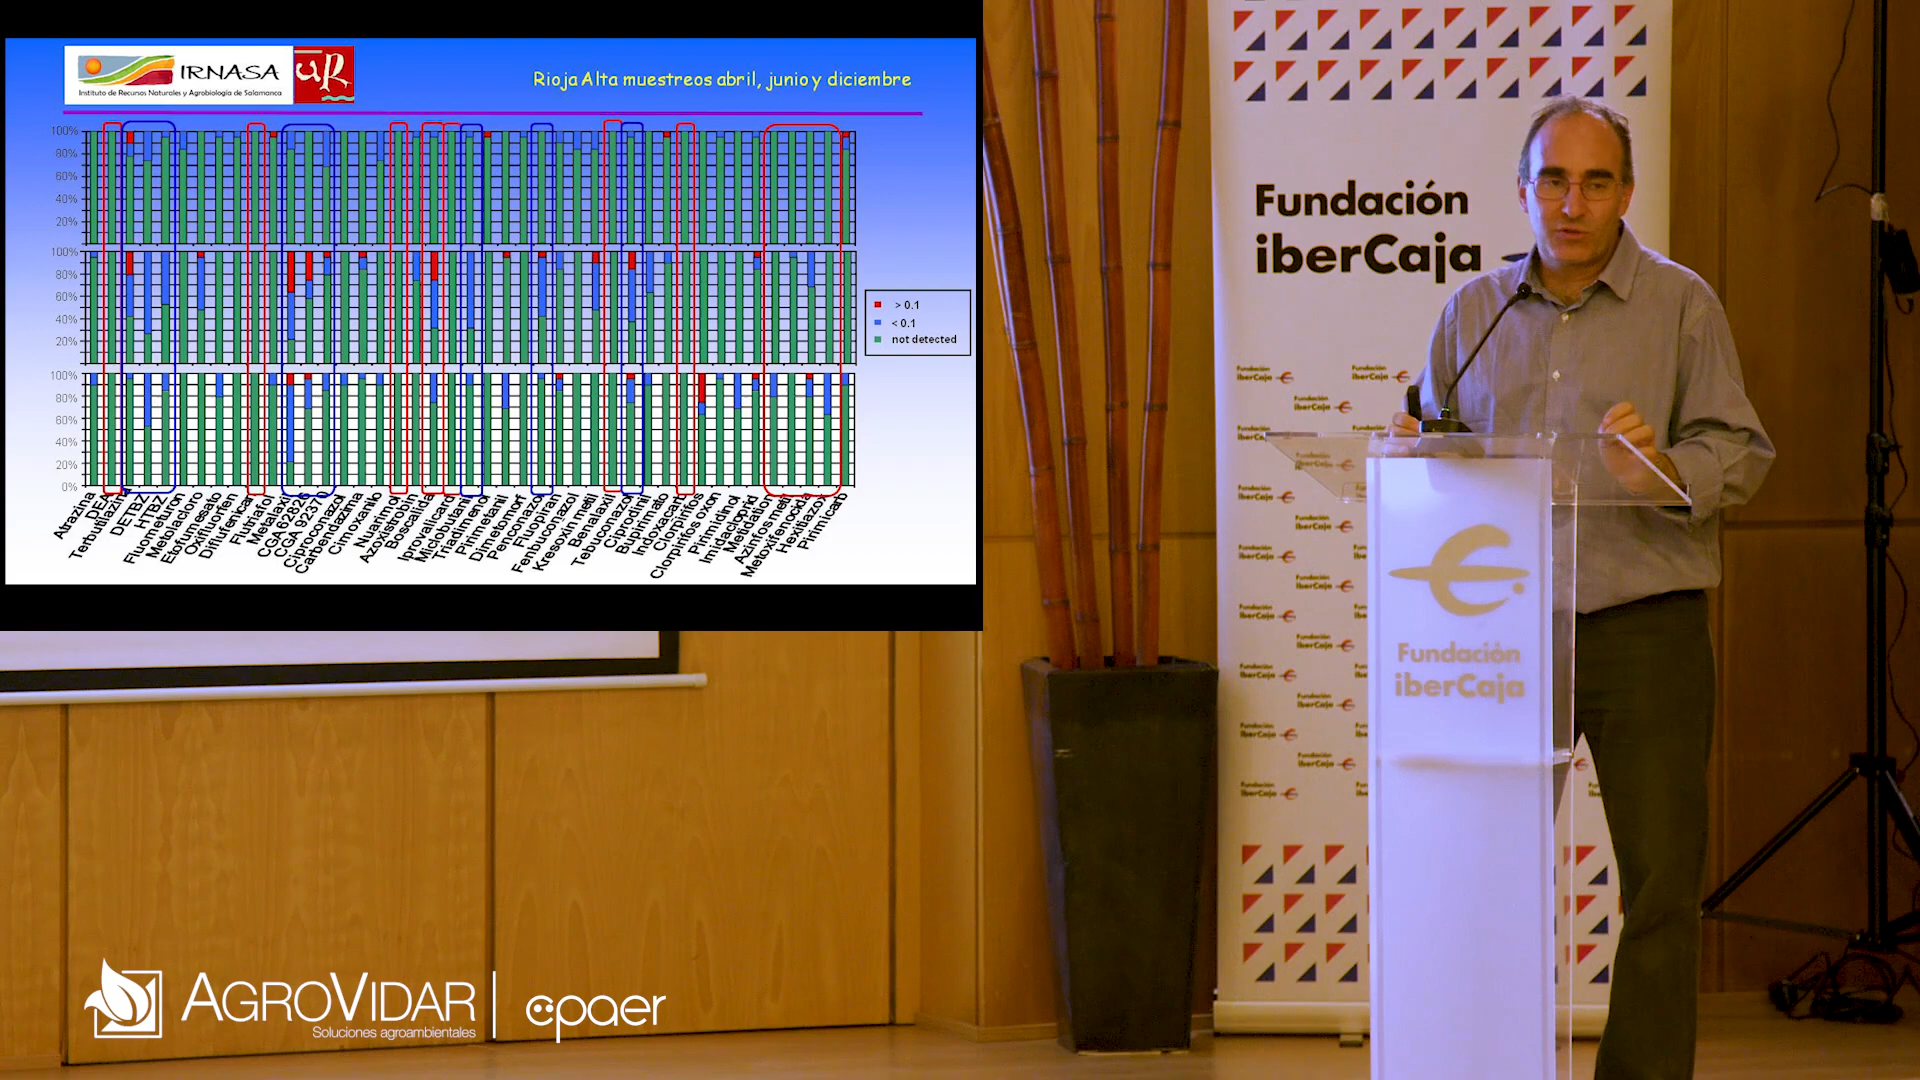 IRNASA
Instituto de Recursos Naturales y Agrobiología de Salamanca
uR
Rioja Alta muestreos abril, junio y diciembre
100%
80%
60%
40%
20%
100%
80%
60%
40%
20%
100%
80%
60%
40%
20%
0%
> 0.1
< 0.1
not detected
Atrazina
DEA
Terbutilazina
DETBZ
HTBZ
Fluometuron
Metolacloro
Etofumesato
Oxifluorfen
Diflufenican
Flutriafol
Metalaxil
CGA 62826
CGA 92370
Ciproconazol
Carbendazima
Cimoxanilo
Nuarimol
Azoxistrobin
Boscalida
Iprovalicarb
Miclobutanil
Triadimenol
Pirimetanil
Dimetomorf
Penconazol
Fluopiran
Fenbuconazol
Kresoxim metil
Benalaxil
Tebuconazol
Ciprodinil
Bupirimato
Indoxacarb
Clorpirifos
Clorpirifos oxon
Pirimidinol
Imidacloprid
Metidation
Azinfos metil
Metoxifenocida
Hexitiazox
Pirimicarb
Fundación
iberCaja
Fundación
iberCaja
AGROVIDAR
Soluciones agroambientales
epaer